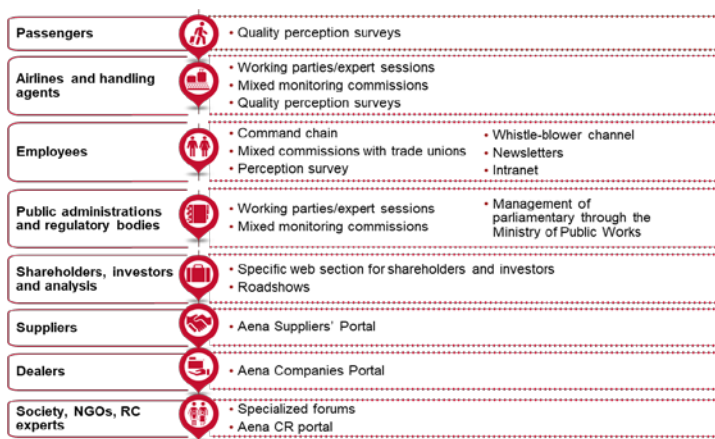 Passengers
• Quality perception surveys
Airlines and handling
agents
• Working parties/expert sessions
• Mixed monitoring commissions
• Quality perception surveys
Employees
• Command chain
• Mixed commissions with trade unions
• Perception survey
• Whistle-blower channel
• Newsletters
• Intranet
Public administrations
and regulatory bodies
• Working parties/expert sessions
• Mixed monitoring commissions
• Management of
parliamentary through the
Ministry of Public Works
Shareholders, investors
and analysis
• Specific web section for shareholders and investors
• Roadshows
Suppliers
• Aena Suppliers' Portal
Dealers
• Aena Companies Portal
Society, NGOs, RC
experts
• Specialized forums
• Aena CR portal